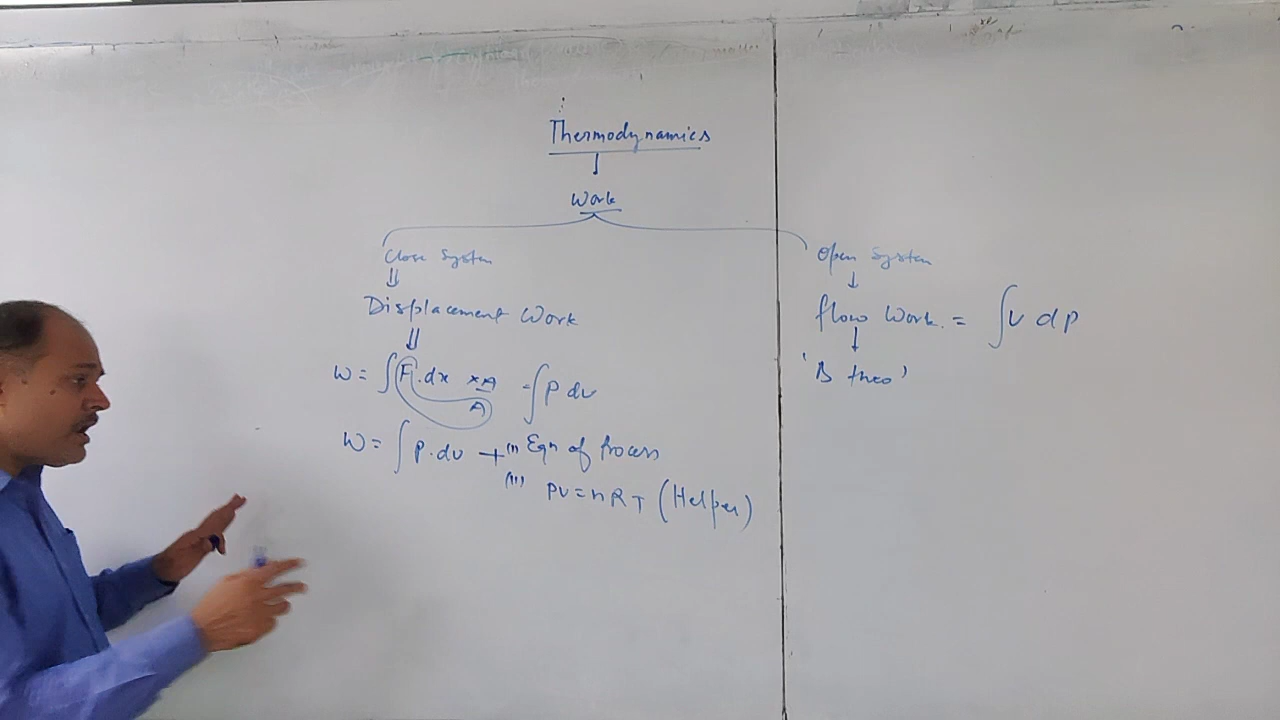 Thermodynamics
Work
Close System
Displacement Work
W = ∫ F.dx × A/A = ∫ P dv
W = ∫ P.dv + (i) Eqn of Process
(ii) PV = nRT (Helper)
Open System
flow Work = ∫ v dp
'B theo'